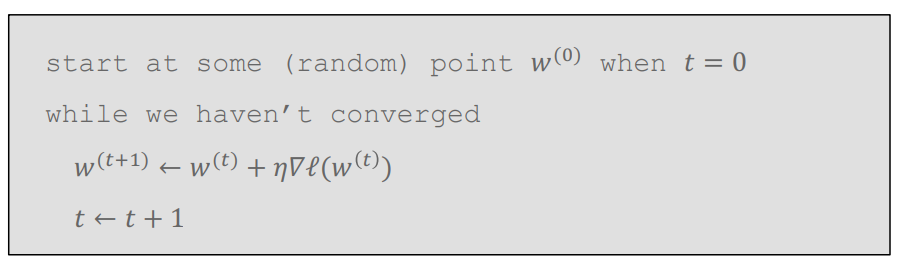 start at some (random) point w⁽⁰⁾ when t = 0
while we haven't converged
w⁽ᵗ⁺¹⁾ ← w⁽ᵗ⁾ + η∇ℓ(w⁽ᵗ⁾)
t ← t + 1